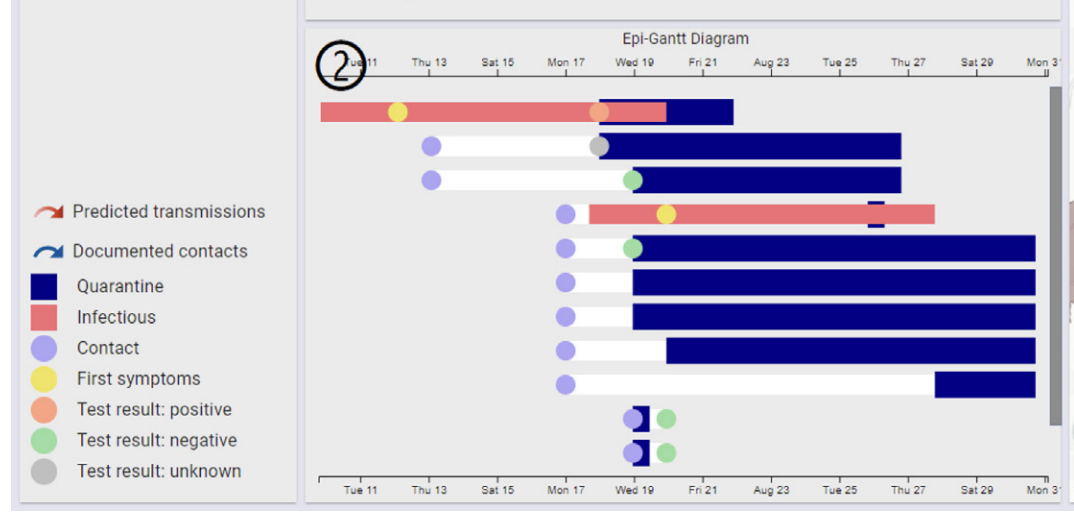 Epi-Gantt Diagram
2
Tue 11 Thu 13 Sat 15 Mon 17 Wed 19 Fri 21 Aug 23 Tue 25 Thu 27 Sat 29 Mon 31
Predicted transmissions
Documented contacts
Quarantine
Infectious
Contact
First symptoms
Test result: positive
Test result: negative
Test result: unknown
Tue 11 Thu 13 Sat 15 Mon 17 Wed 19 Fri 21 Aug 23 Tue 25 Thu 27 Sat 29 Mon 3